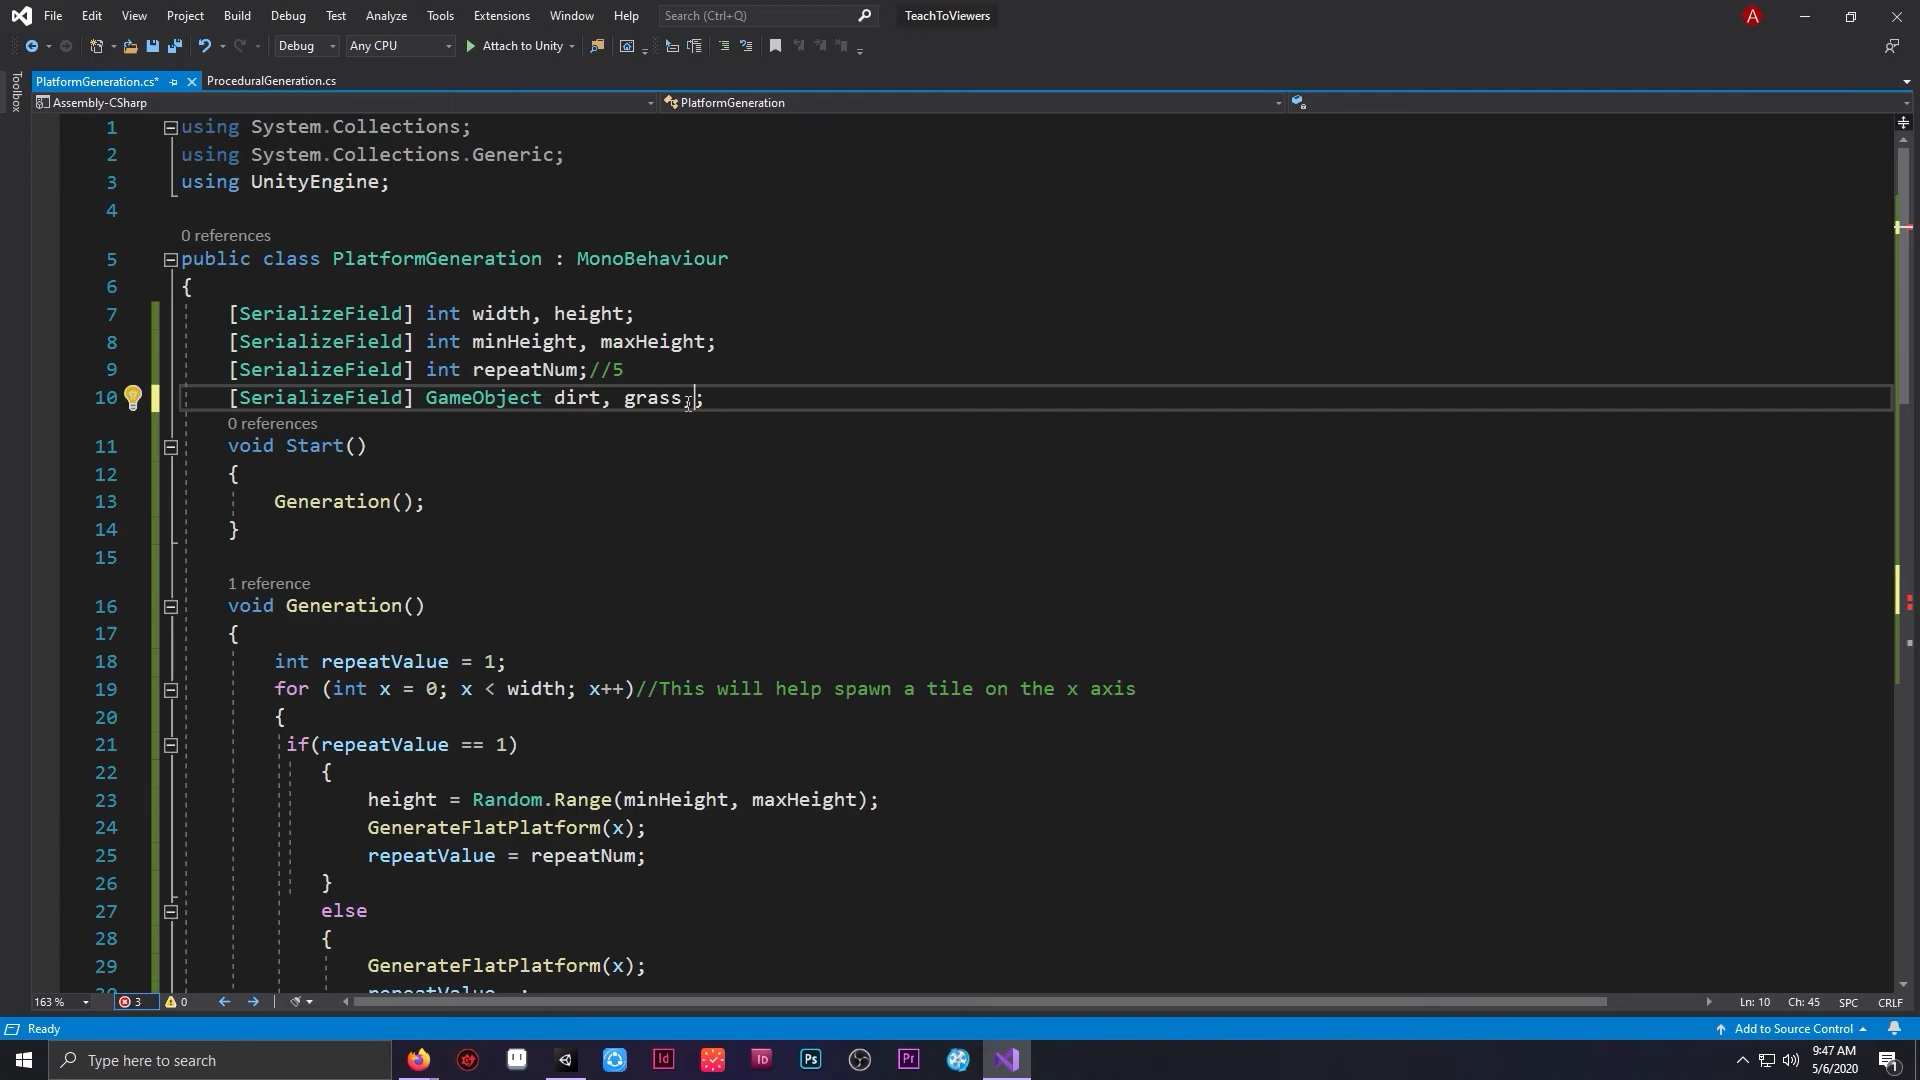 File Edit View Project Build Debug Test Analyze Tools Extensions Window Help Search (Ctrl+Q) TeachToViewers A
Debug Any CPU Attach to Unity
PlatformGeneration.cs* ProceduralGeneration.cs
Toolbox
Assembly-CSharp PlatformGeneration
1 using System.Collections;
2 using System.Collections.Generic;
3 using UnityEngine;
4
0 references
5 public class PlatformGeneration : MonoBehaviour
6 {
7 [SerializeField] int width, height;
8 [SerializeField] int minHeight, maxHeight;
9 [SerializeField] int repeatNum;//5
10 [SerializeField] GameObject dirt, grass,;
0 references
11 void Start()
12 {
13 Generation();
14 }
15
1 reference
16 void Generation()
17 {
18 int repeatValue = 1;
19 for (int x = 0; x < width; x++)//This will help spawn a tile on the x axis
20 {
21 if(repeatValue == 1)
22 {
23 height = Random.Range(minHeight, maxHeight);
24 GenerateFlatPlatform(x);
25 repeatValue = repeatNum;
26 }
27 else
28 {
29 GenerateFlatPlatform(x);
163 % 3 0 Ln: 10 Ch: 45 SPC CRLF
Ready Add to Source Control
Type here to search Id ID Ps Pr 9:47 AM
5/6/2020 1